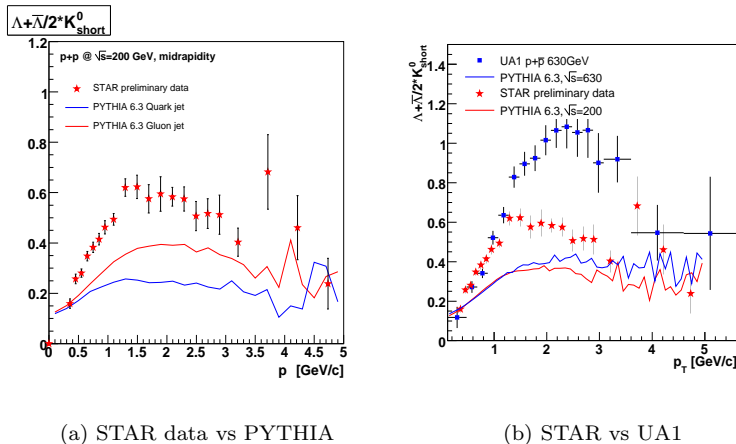 Λ+Λ̅/2*K⁰short
p+p @ √s=200 GeV, midrapidity
STAR preliminary data
PYTHIA 6.3 Quark jet
PYTHIA 6.3 Gluon jet
1.2
1.0
0.8
0.6
0.4
0.2
0.0
0 0.5 1 1.5 2 2.5 3 3.5 4 4.5 5
p [GeV/c]
(a) STAR data vs PYTHIA
Λ+Λ̅/2*K⁰short
UA1 p+p̅ 630GeV
PYTHIA 6.3,√s=630
STAR preliminary data
PYTHIA 6.3,√s=200
1.4
1.2
1.0
0.8
0.6
0.4
0.2
0.0
1 2 3 4 5
pT [GeV/c]
(b) STAR vs UA1